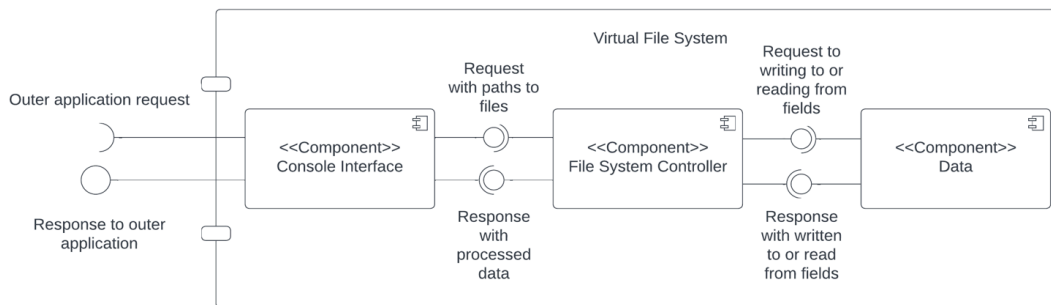 Virtual File System
Outer application request
Response to outer
application
<<Component>>
Console Interface
Request
with paths to
files
Response
with
processed
data
<<Component>>
File System Controller
Request to
writing to or
reading from
fields
Response
with written
to or read
from fields
<<Component>>
Data